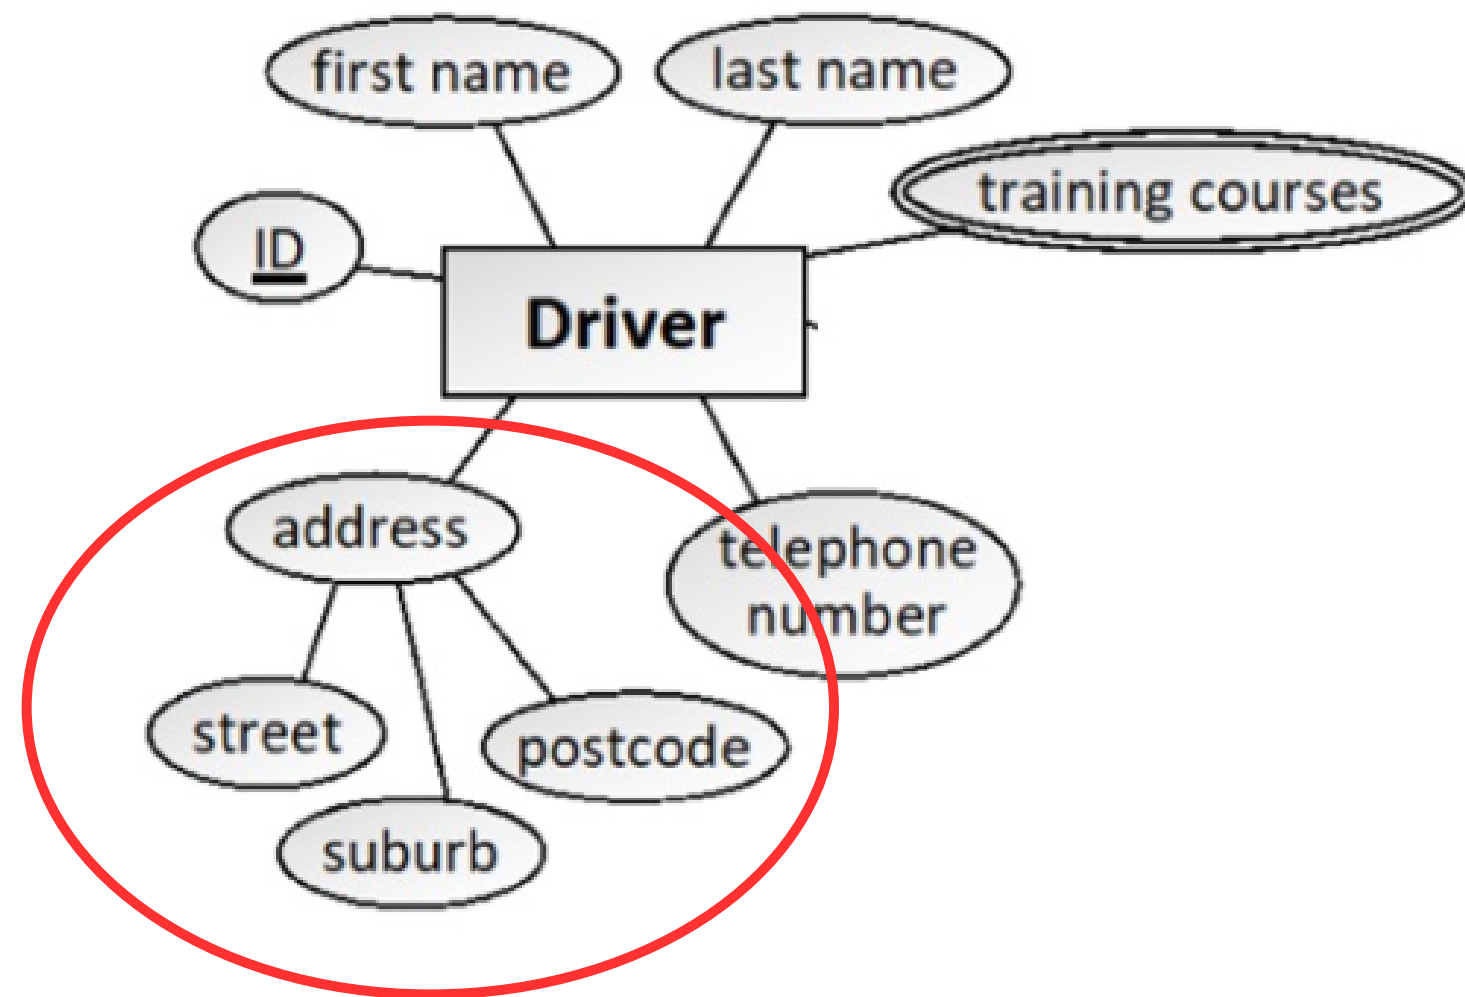 first name
last name
training courses
ID
Driver
address
telephone
number
street
postcode
suburb